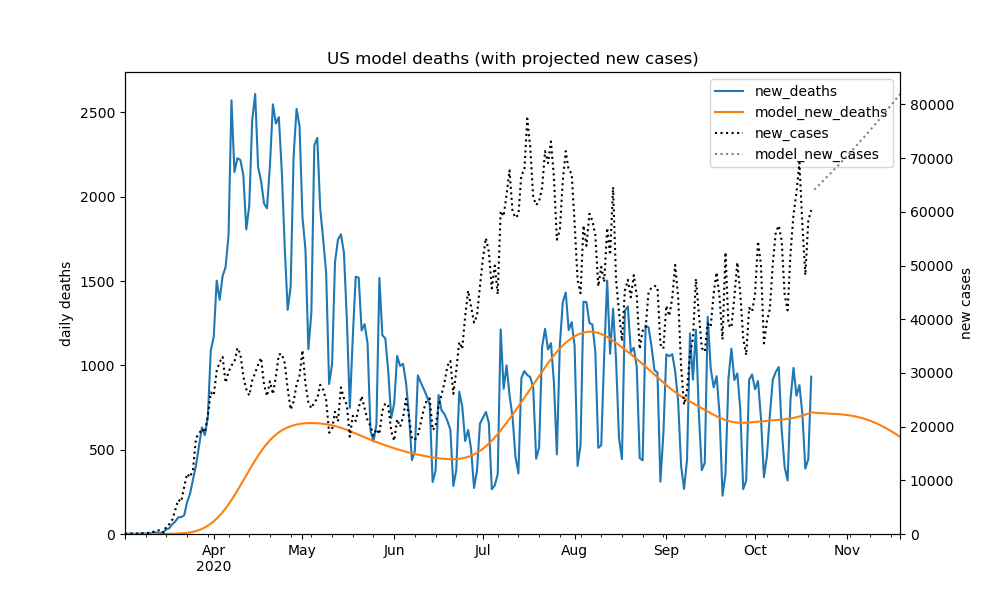 US model deaths (with projected new cases)
new_deaths
model_new_deaths
new_cases
model_new_cases
daily deaths
2500
2000
1500
1000
500
0
80000
70000
60000
50000
40000
30000
20000
10000
0
new cases
Apr May Jun Jul Aug Sep Oct Nov
2020